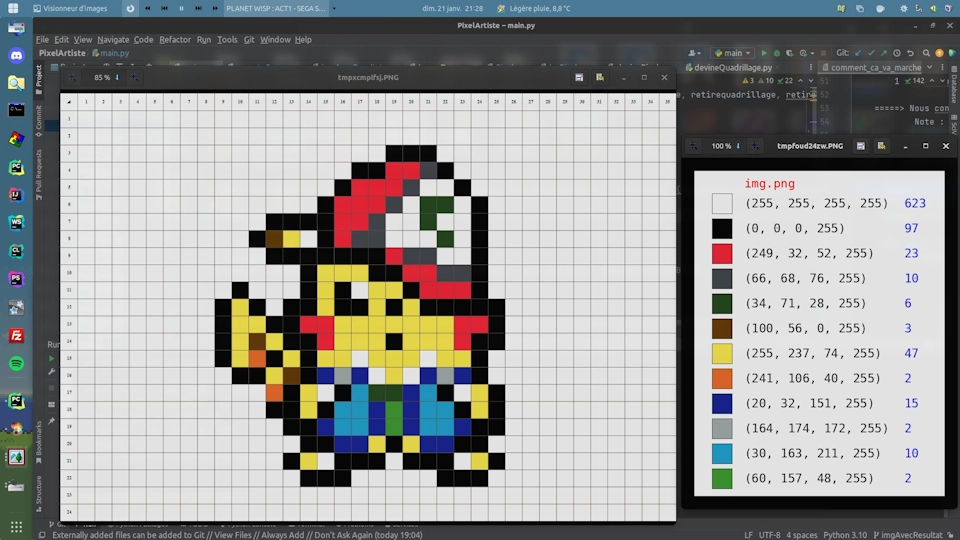 Visionneur d'images
PLANET WISP : ACT1 - SEGA S...
dim. 21 janv. 21:28
Légère pluie, 8,8 °C
PixelArtiste – main.py
File Edit View Navigate Code Refactor Run Tools Git Window Help
main
Git:
PixelArtiste
main.py
devineQuadrillage.py
comment_ca_va_marche
Project
Commit
Pull Requests
Bookmarks
Structure
Database
3 10 22
51
52
53
54
1
142
, retirequadrillage, retire
=====> Nous con
Note :
Run
85 %
tmpxcmpifsj.PNG
1 2 3 4 5 6 7 8 9 10 11 12 13 14 15 16 17 18 19 20 21 22 23 24 25 26 27 28 29 30 31 32 33 34 35
1
2
3
4
5
6
7
8
9
10
11
12
13
14
15
16
17
18
19
20
21
22
23
24
100 %
tmpfoud24zw.PNG
img.png
(255, 255, 255, 255) 623
(0, 0, 0, 255) 97
(249, 32, 52, 255) 23
(66, 68, 76, 255) 10
(34, 71, 28, 255) 6
(100, 56, 0, 255) 3
(255, 237, 74, 255) 47
(241, 106, 40, 255) 2
(20, 32, 151, 255) 15
(164, 174, 172, 255) 2
(30, 163, 211, 255) 10
(60, 157, 48, 255) 2
Externally added files can be added to Git // View Files // Always Add // Don't Ask Again (today 19:04)
LF UTF-8 4 spaces Python 3.10 imgAvecResultat